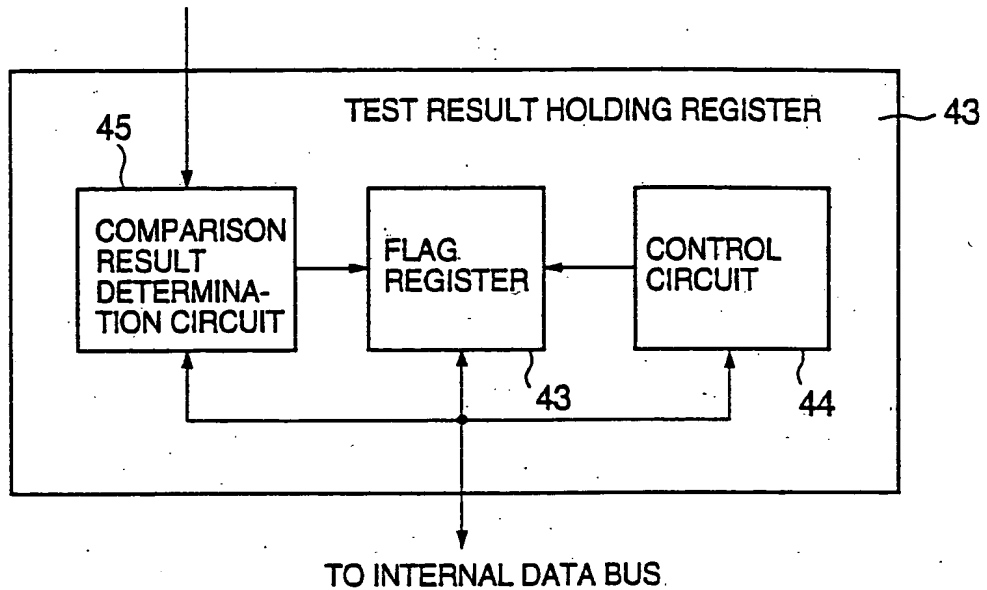 TEST RESULT HOLDING REGISTER
43
45
COMPARISON
RESULT
DETERMINA-
TION CIRCUIT
FLAG
REGISTER
CONTROL
CIRCUIT
43
44
TO INTERNAL DATA BUS